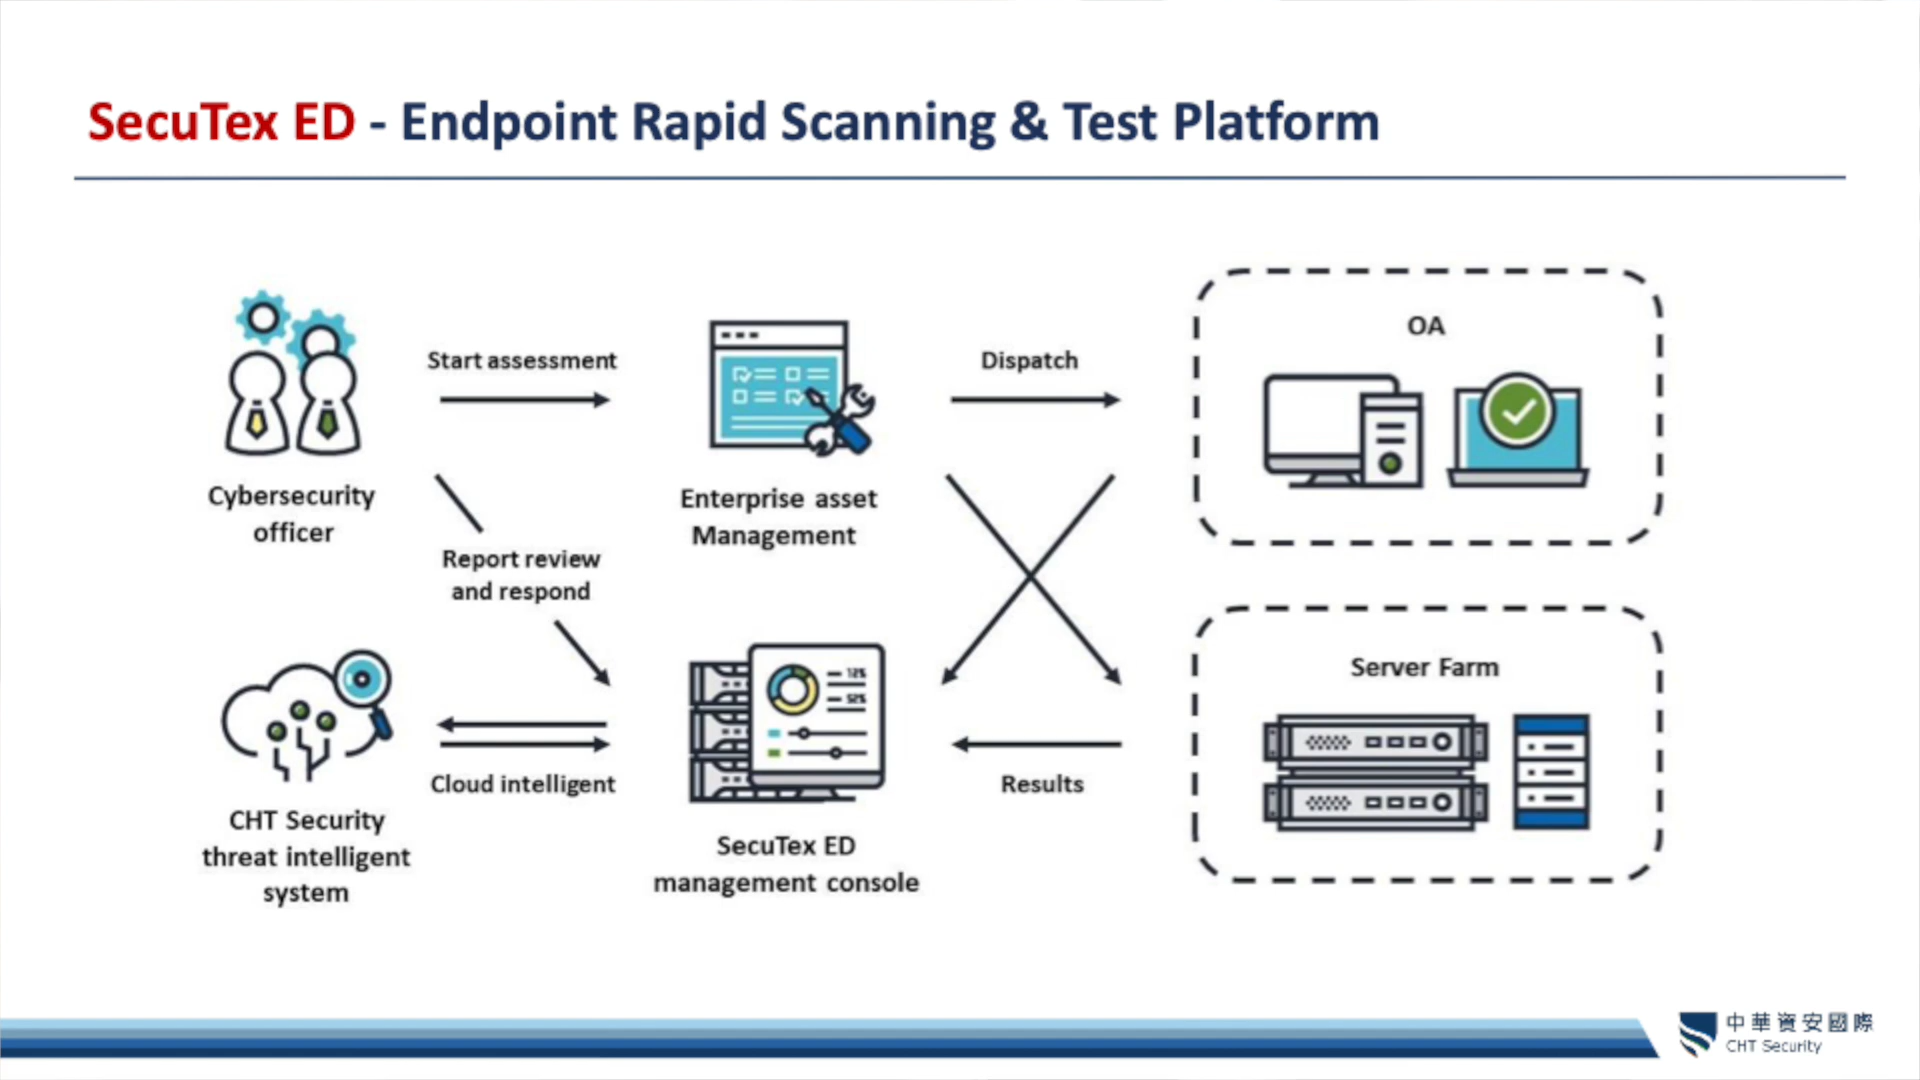 SecuTex ED - Endpoint Rapid Scanning & Test Platform
Start assessment
Dispatch
OA
Cybersecurity
officer
Enterprise asset
Management
Report review
and respond
Server Farm
Cloud intelligent
Results
CHT Security
threat intelligent
system
SecuTex ED
management console
中華資安國際
CHT Security